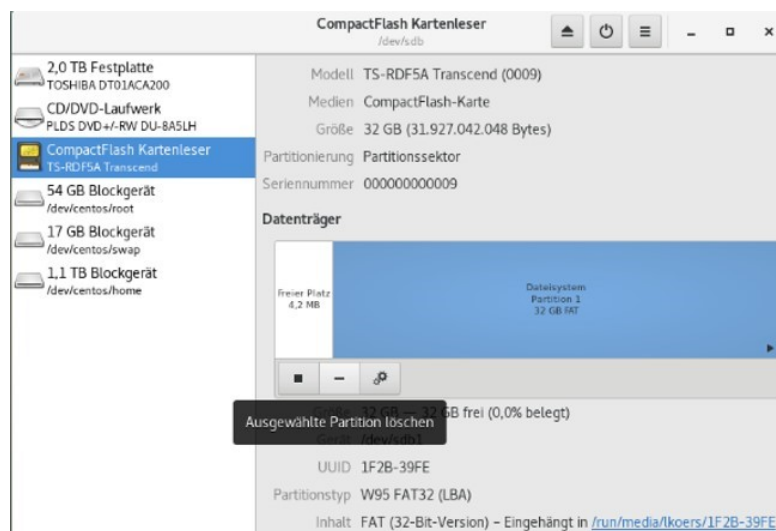 CompactFlash Kartenleser
/dev/sdb
2,0 TB Festplatte
TOSHIBA DT01ACA200
CD/DVD-Laufwerk
PLDS DVD+/-RW DU-8A5LH
CompactFlash Kartenleser
TS-RDF5A Transcend
54 GB Blockgerät
/dev/centos/root
17 GB Blockgerät
/dev/centos/swap
1,1 TB Blockgerät
/dev/centos/home
Modell TS-RDF5A Transcend (0009)
Medien CompactFlash-Karte
Größe 32 GB (31.927.042.048 Bytes)
Partitionierung Partitionssektor
Seriennummer 000000000009
Datenträger
Freier Platz
4,2 MB
Dateisystem
Partition 1
32 GB FAT
Größe 32 GB — 32 GB frei (0,0% belegt)
Ausgewählte Partition löschen
Gerät /dev/sdb1
UUID 1F2B-39FE
Partitionstyp W95 FAT32 (LBA)
Inhalt FAT (32-Bit-Version) – Eingehängt in /run/media/lkoers/1F2B-39FE